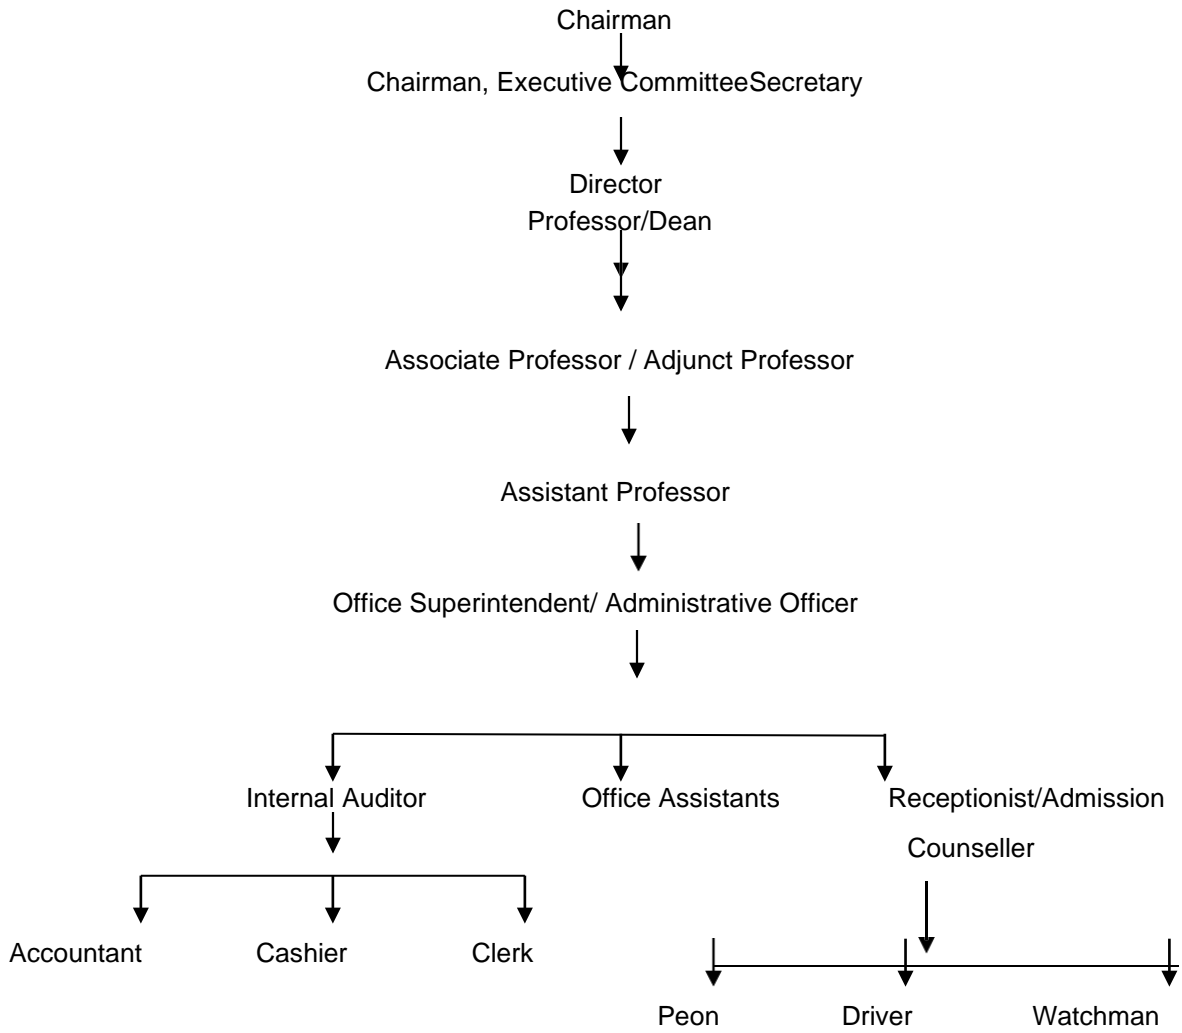 Chairman
Chairman, Executive CommitteeSecretary
Director
Professor/Dean
Associate Professor / Adjunct Professor
Assistant Professor
Office Superintendent/ Administrative Officer
Internal Auditor
Office Assistants
Receptionist/Admission
Counseller
Accountant
Cashier
Clerk
Peon
Driver
Watchman